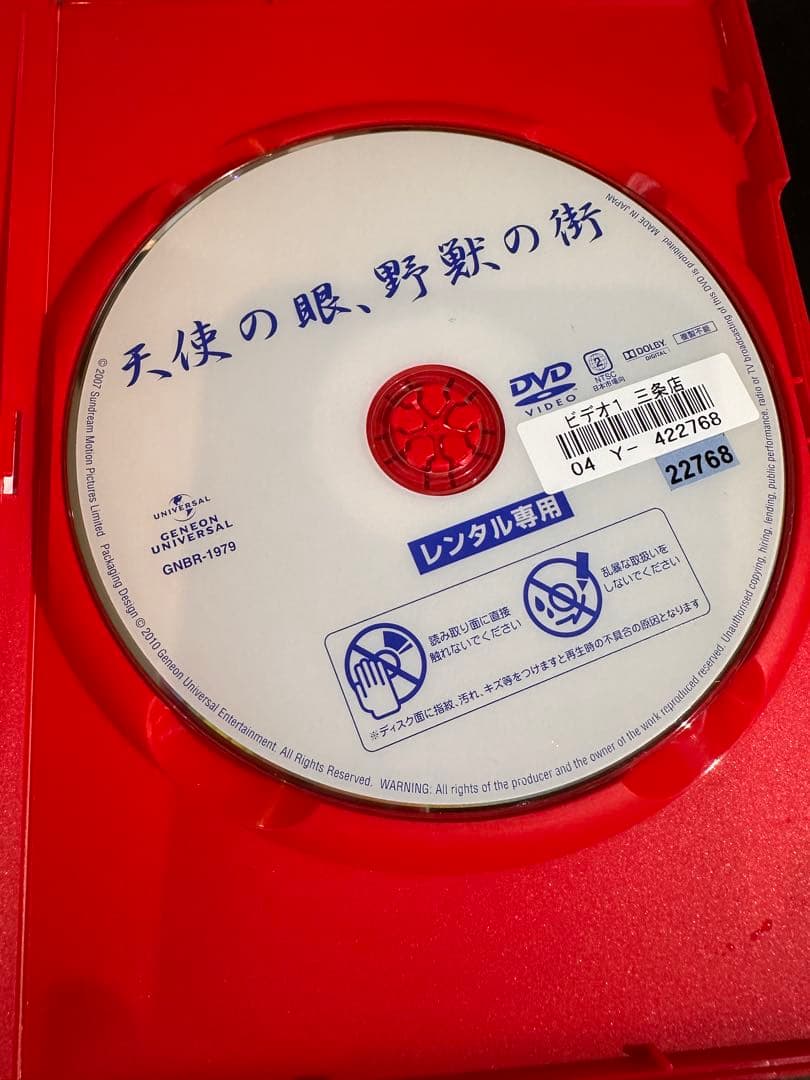 天使の眼、野獣の街
DVD
VIDEO
2
NTSC
日本市場向
DOLBY
DIGITAL
複製不能
ビデオ1 三条店
04 Y- 422768
22768
UNIVERSAL
GENEON
UNIVERSAL
GNBR-1979
レンタル専用
読み取り面に直接
触れないでください
乱暴な取扱いを
しないでください
※ディスク面に指紋、汚れ、キズ等をつけますと再生時の不具合の原因となります
© 2007 Sundream Motion Pictures Limited Packaging Design © 2010 Geneon Universal Entertainment. All Rights Reserved. WARNING: All rights of the producer and the owner of the work reproduced reserved. Unauthorised copying, hiring, lending, public performance, radio or TV broadcasting of this DVD is prohibited MADE IN JAPAN